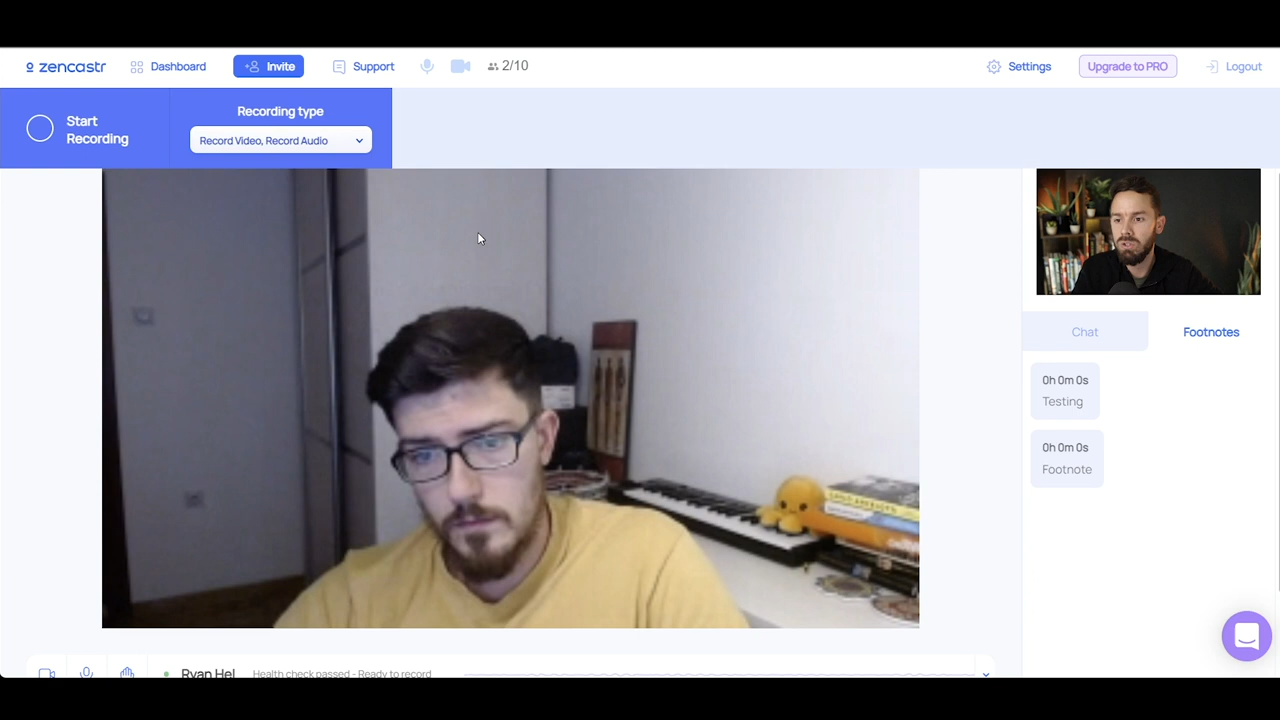 zencastr
Dashboard
Invite
Support
2/10
Settings
Upgrade to PRO
Logout
Start
Recording
Recording type
Record Video, Record Audio
Chat
Footnotes
0h 0m 0s
Testing
0h 0m 0s
Footnote
Ryan Hel
Health check passed - Ready to record